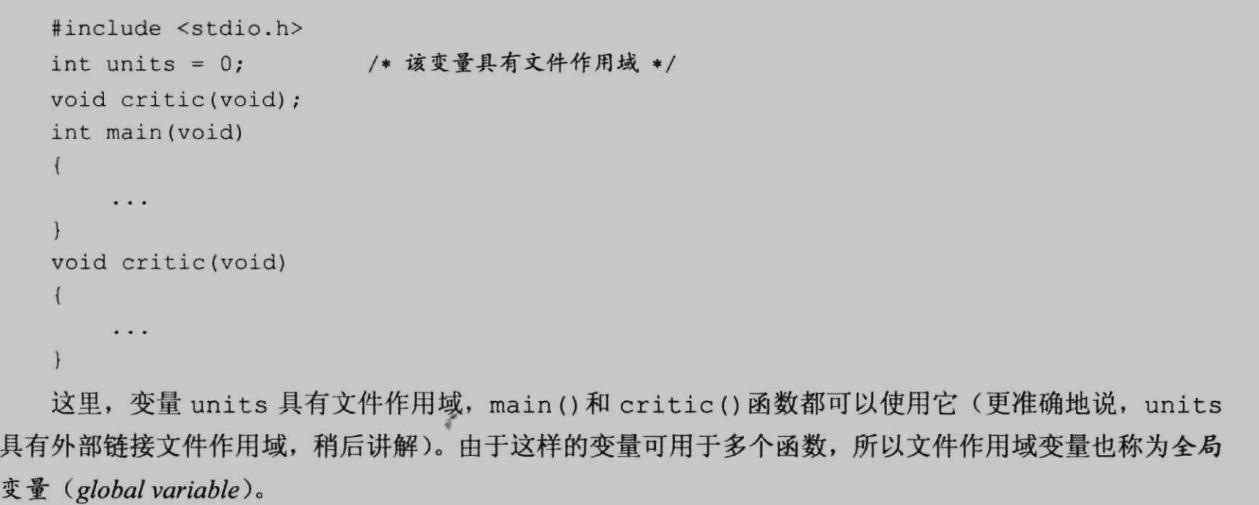 #include <stdio.h>
int units = 0;          /* 该变量具有文件作用域 */
void critic(void);
int main(void)
{
    ...
}
void critic(void)
{
    ...
}
这里，变量 units 具有文件作用域，main()和 critic()函数都可以使用它（更准确地说，units
具有外部链接文件作用域，稍后讲解）。由于这样的变量可用于多个函数，所以文件作用域变量也称为全局
变量（global variable）。